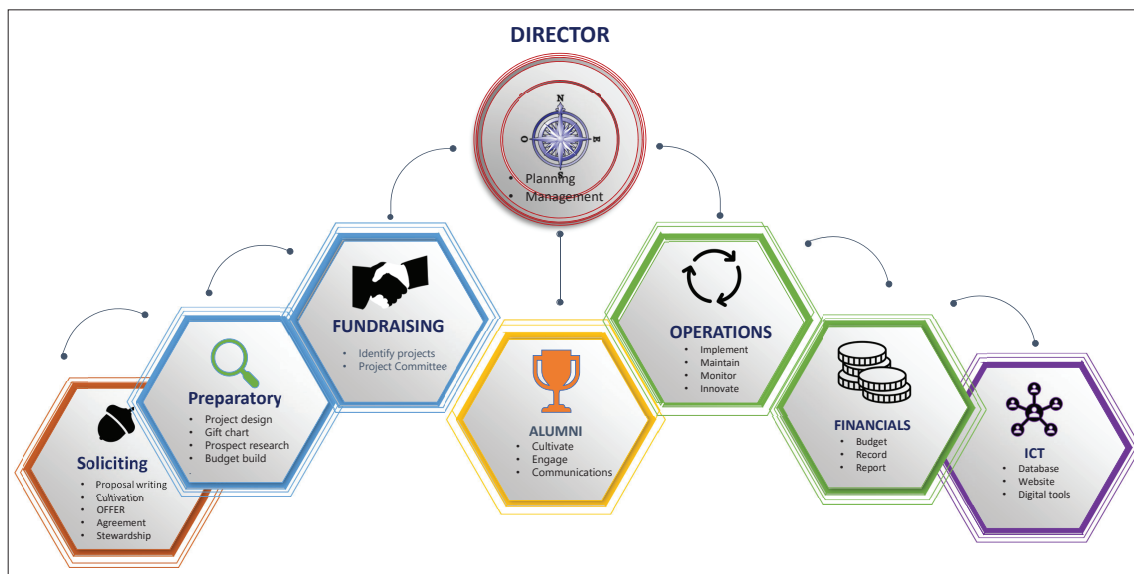 DIRECTOR
N
O
E
S
• Planning
• Management
FUNDRAISING
• Identify projects
• Project Committee
OPERATIONS
• Implement
• Maintain
• Monitor
• Innovate
Preparatory
• Project design
• Gift chart
• Prospect research
• Budget build
ALUMNI
• Cultivate
• Engage
• Communications
FINANCIALS
• Budget
• Record
• Report
Soliciting
• Proposal writing
• Cultivation
• OFFER
• Agreement
• Stewardship
ICT
• Database
• Website
• Digital tools